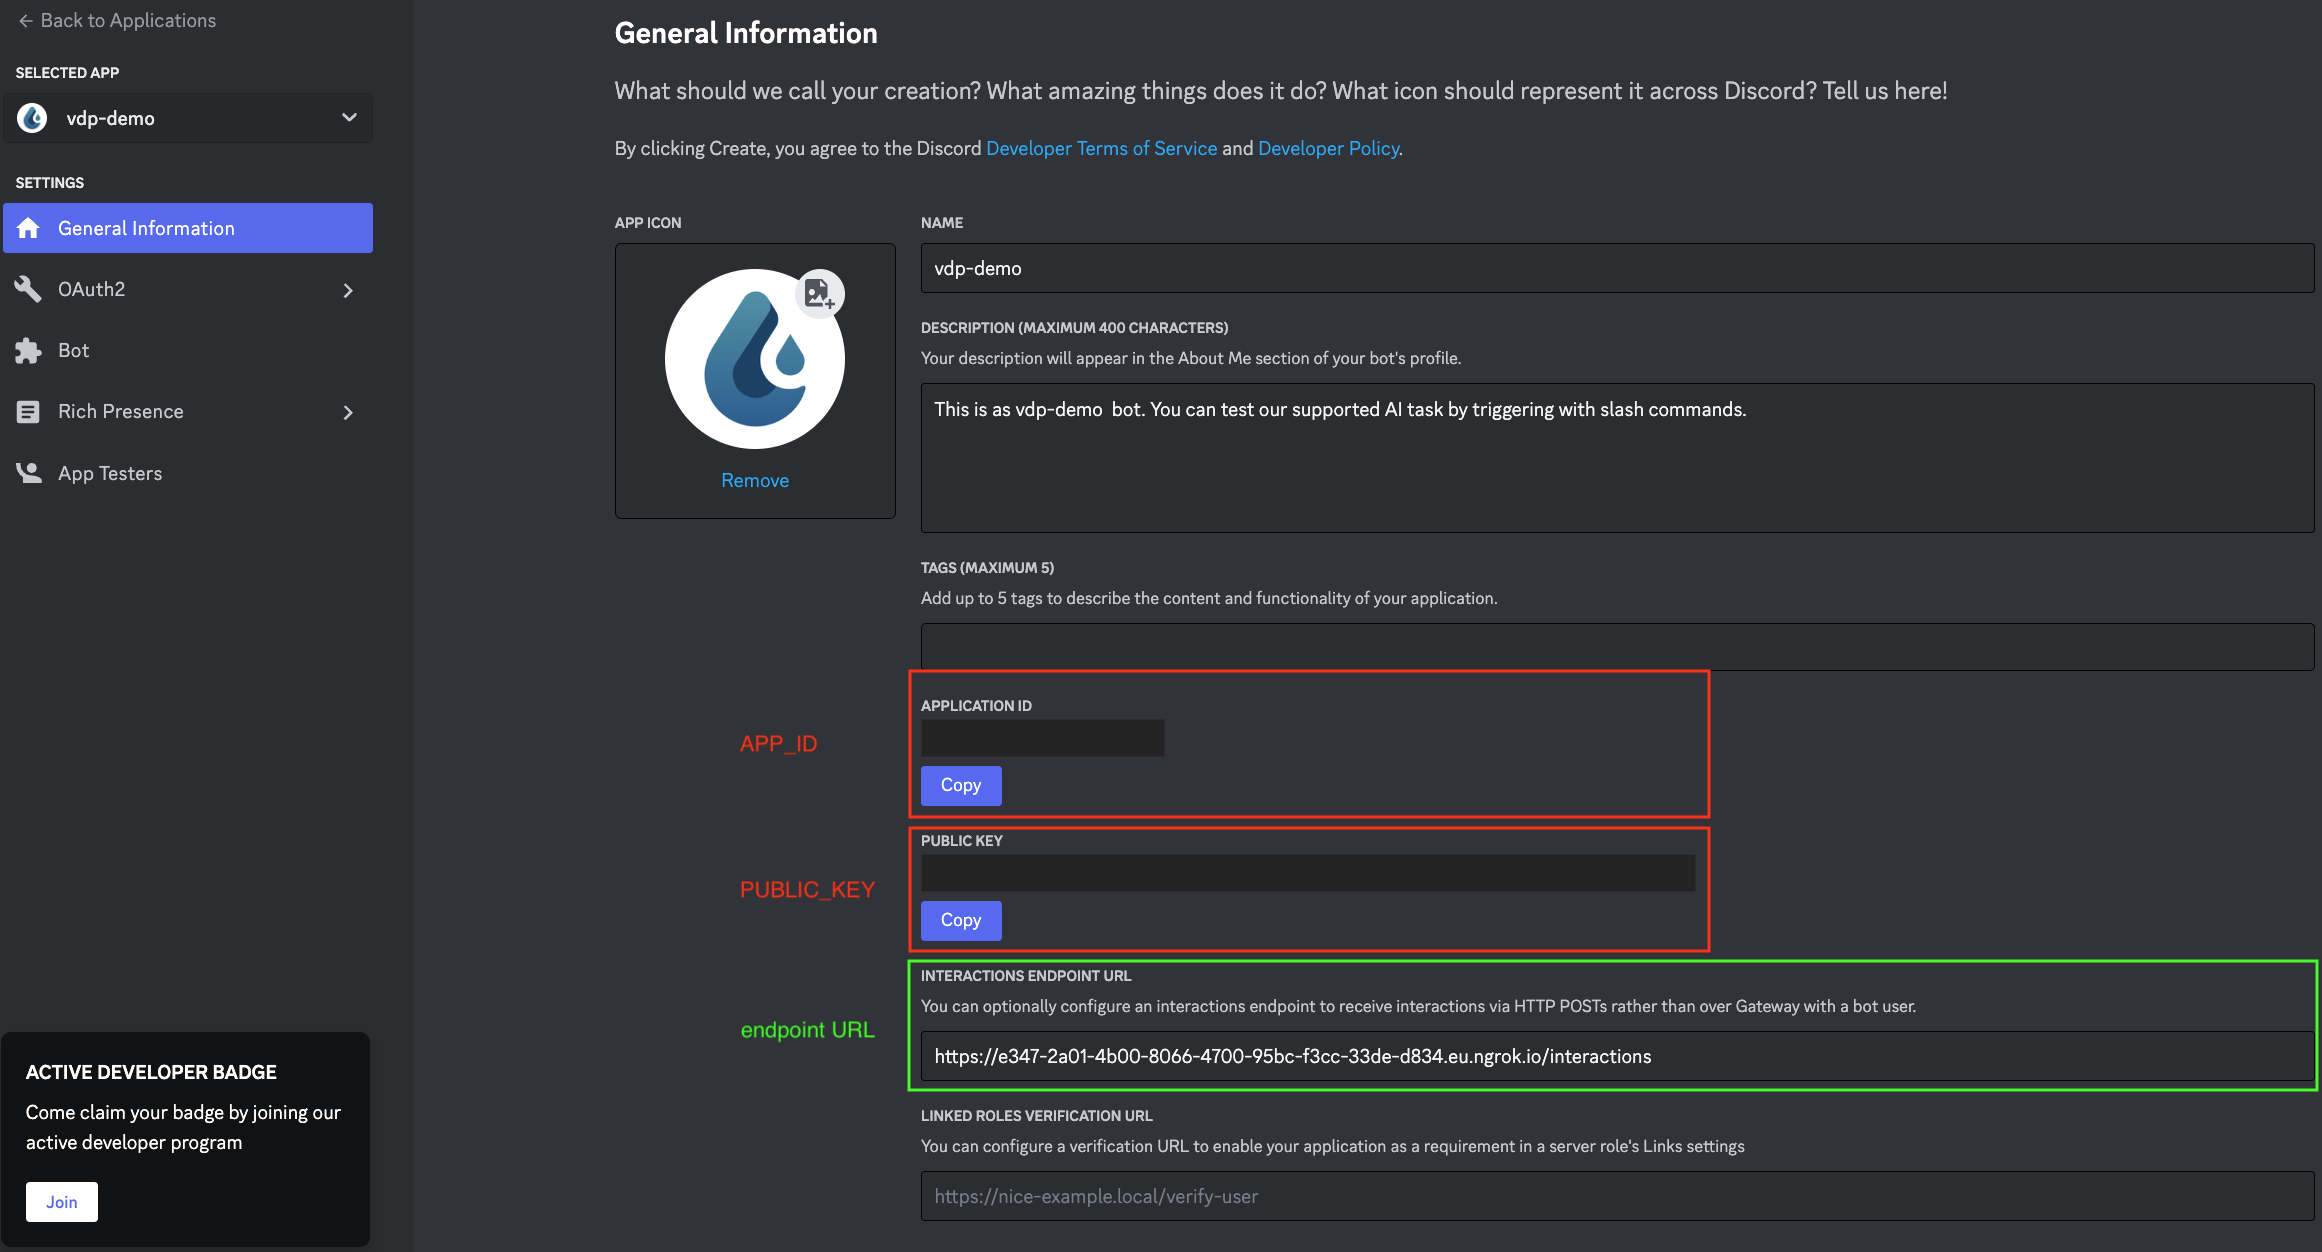 ← Back to Applications
SELECTED APP
vdp-demo
SETTINGS
General Information
OAuth2
Bot
Rich Presence
App Testers
ACTIVE DEVELOPER BADGE
Come claim your badge by joining our
active developer program
Join
General Information
What should we call your creation? What amazing things does it do? What icon should represent it across Discord? Tell us here!
By clicking Create, you agree to the Discord Developer Terms of Service and Developer Policy.
APP ICON
Remove
NAME
vdp-demo
DESCRIPTION (MAXIMUM 400 CHARACTERS)
Your description will appear in the About Me section of your bot's profile.
This is as vdp-demo  bot. You can test our supported AI task by triggering with slash commands.
TAGS (MAXIMUM 5)
Add up to 5 tags to describe the content and functionality of your application.
APP_ID
APPLICATION ID
Copy
PUBLIC_KEY
PUBLIC KEY
Copy
endpoint URL
INTERACTIONS ENDPOINT URL
You can optionally configure an interactions endpoint to receive interactions via HTTP POSTs rather than over Gateway with a bot user.
https://e347-2a01-4b00-8066-4700-95bc-f3cc-33de-d834.eu.ngrok.io/interactions
LINKED ROLES VERIFICATION URL
You can configure a verification URL to enable your application as a requirement in a server role's Links settings
https://nice-example.local/verify-user